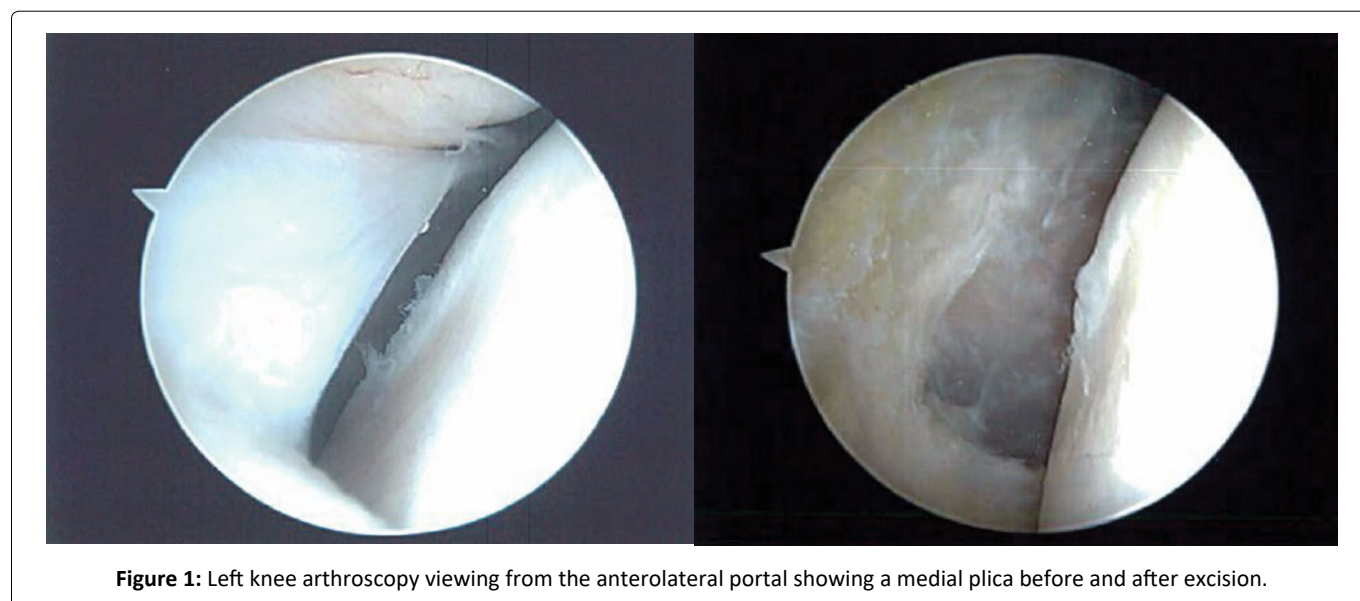 Figure 1: Left knee arthroscopy viewing from the anterolateral portal showing a medial plica before and after excision.